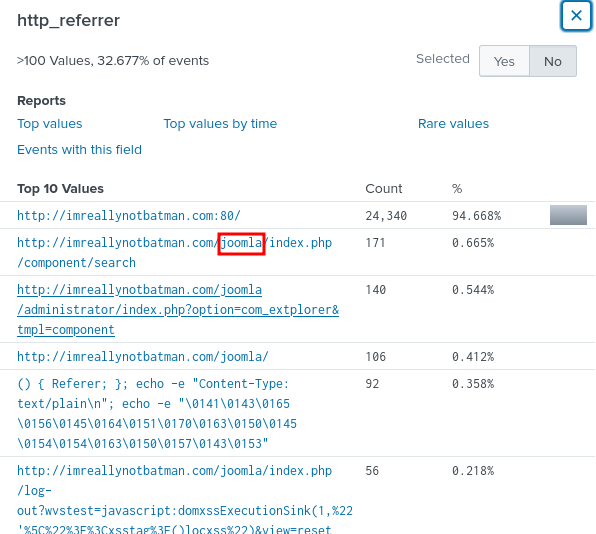 http_referrer
>100 Values, 32.677% of events
Selected Yes No
Reports
Top values Top values by time Rare values
Events with this field
Top 10 Values Count %
http://imreallynotbatman.com:80/ 24,340 94.668%
http://imreallynotbatman.com/joomla/index.php 171 0.665%
/component/search
http://imreallynotbatman.com/joomla 140 0.544%
/administrator/index.php?option=com_extplorer&
tmpl=component
http://imreallynotbatman.com/joomla/ 106 0.412%
() { Referer; }; echo -e "Content-Type: 92 0.358%
text/plain\n"; echo -e "\0141\0143\0165
\0156\0145\0164\0151\0170\0163\0150\0145
\0154\0154\0163\0150\0157\0143\0153"
http://imreallynotbatman.com/joomla/index.php 56 0.218%
/log-
out?wvstest=javascript:domxssExecutionSink(1,%22
'%5C%22%3E%3Cxsstag%3E()locxss%22)&view=reset